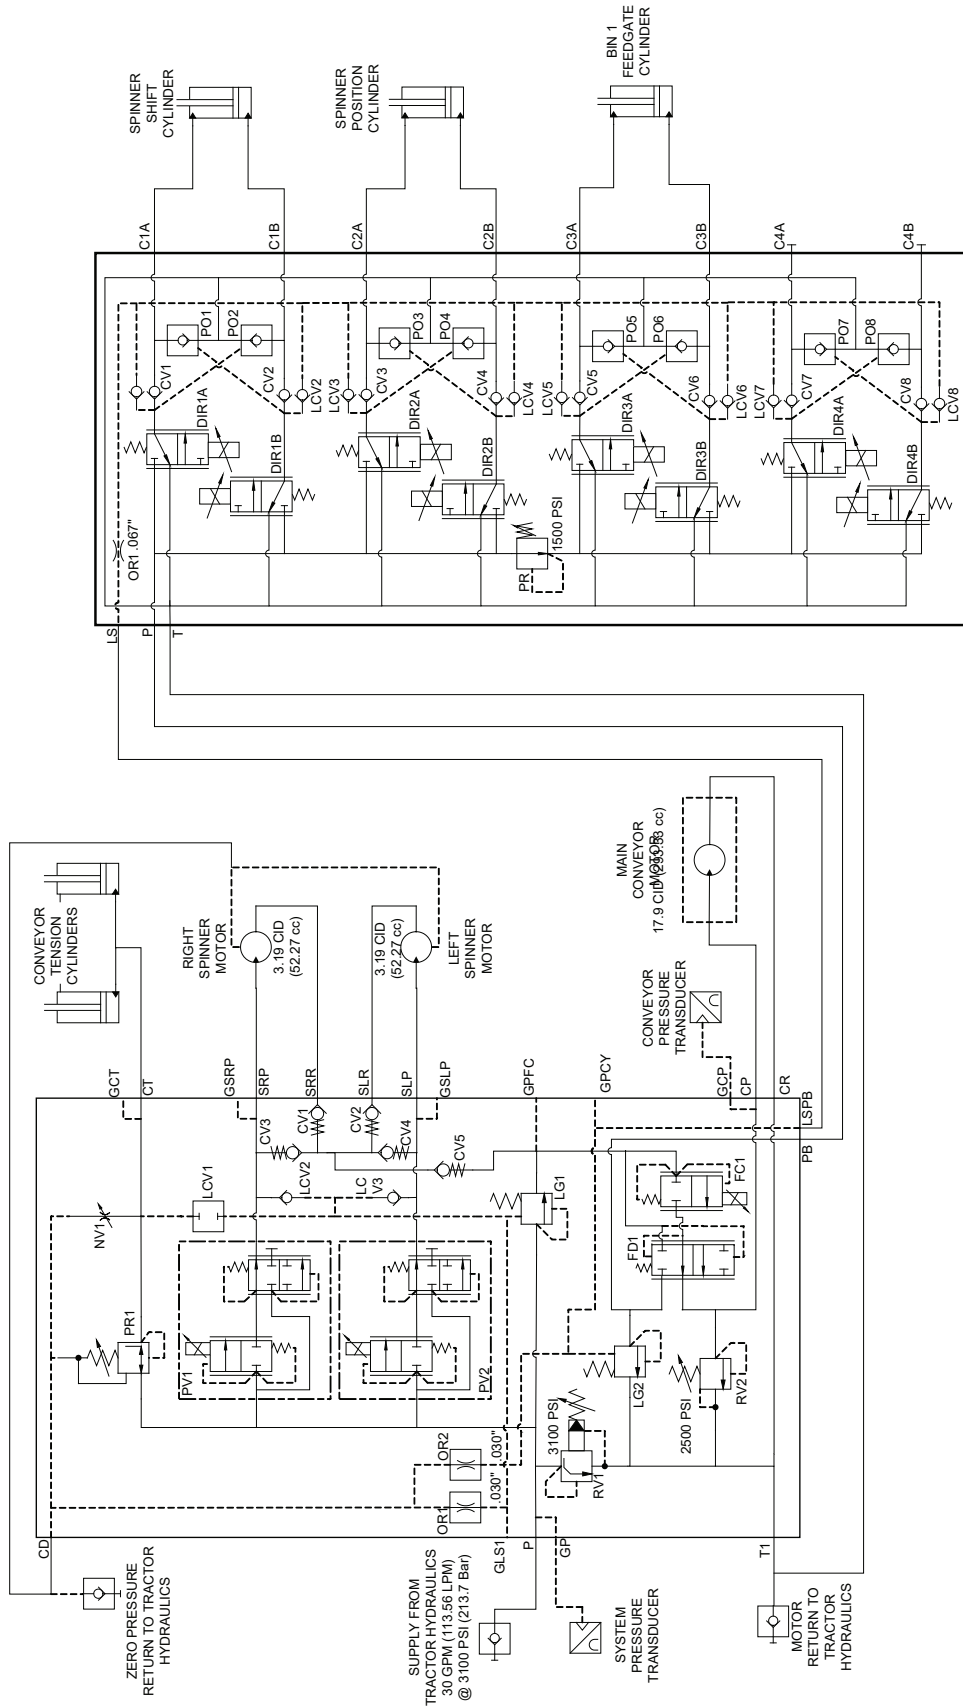 SPINNER
SHIFT
CYLINDER
SPINNER
POSITION
CYLINDER
BIN 1
FEEDGATE
CYLINDER
C1A
C1B
C2A
C2B
C3A
C3B
C4A
C4B
CV1
PO1
PO2
CV2
LCV2
LCV3
CV3
PO3
PO4
CV4
LCV4
LCV5
CV5
PO5
PO6
CV6
LCV6
LCV7
CV7
PO7
PO8
CV8
LCV8
DIR1A
DIR1B
DIR2A
DIR2B
DIR3A
DIR3B
DIR4A
DIR4B
OR1 .067"
PR
1500 PSI
LS
P
T
CONVEYOR
TENSION
CYLINDERS
RIGHT
SPINNER
MOTOR
3.19 CID
(52.27 cc)
3.19 CID
(52.27 cc)
LEFT
SPINNER
MOTOR
MAIN
CONVEYOR
MOTOR
17.9 CID (293.33 cc)
CONVEYOR
PRESSURE
TRANSDUCER
GCT
CT
GSRP
SRP
SRR
SLR
SLP
GSLP
GPFC
GPCY
GCP
CP
CR
LSPB
PB
NV1
LCV1
CV3
CV1
LCV2
CV2
LC
V3
CV4
CV5
LG1
FC1
FD1
PR1
PV1
PV2
OR2
.030"
OR1
.030"
3100 PSI
RV1
LG2
2500 PSI
RV2
CD
GLS1
P
GP
T1
ZERO PRESSURE
RETURN TO TRACTOR
HYDRAULICS
SUPPLY FROM
TRACTOR HYDRAULICS
30 GPM (113.56 LPM)
@ 3100 PSI (213.7 Bar)
SYSTEM
PRESSURE
TRANSDUCER
MOTOR
RETURN TO
TRACTOR
HYDRAULICS